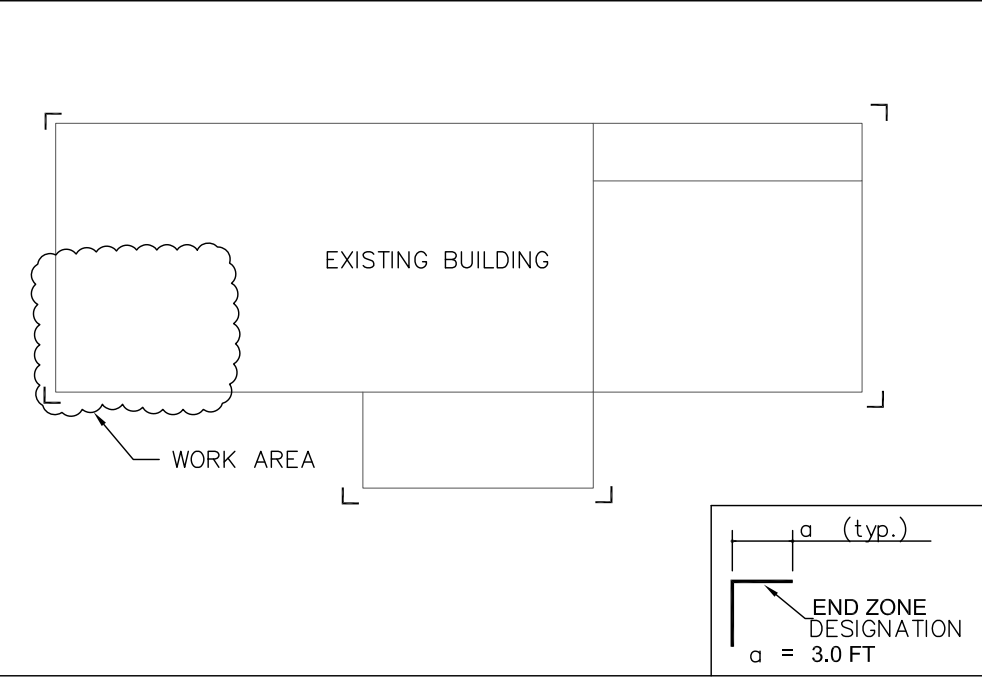 EXISTING BUILDING
WORK AREA
a (typ.)
END ZONE
DESIGNATION
a = 3.0 FT